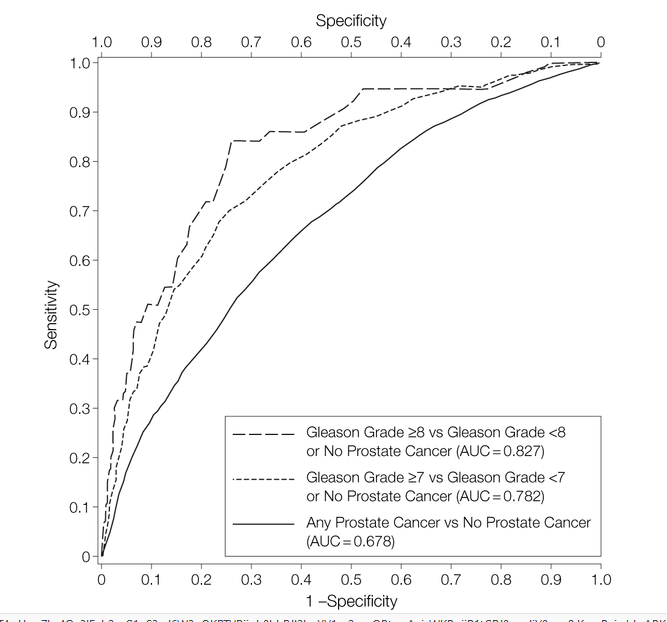 Specificity
1.0 0.9 0.8 0.7 0.6 0.5 0.4 0.3 0.2 0.1 0
1.0
0.9
0.8
0.7
0.6
0.5
0.4
0.3
0.2
0.1
0
Sensitivity
Gleason Grade ≥8 vs Gleason Grade <8
or No Prostate Cancer (AUC=0.827)
Gleason Grade ≥7 vs Gleason Grade <7
or No Prostate Cancer (AUC=0.782)
Any Prostate Cancer vs No Prostate Cancer
(AUC=0.678)
0 0.1 0.2 0.3 0.4 0.5 0.6 0.7 0.8 0.9 1.0
1 –Specificity